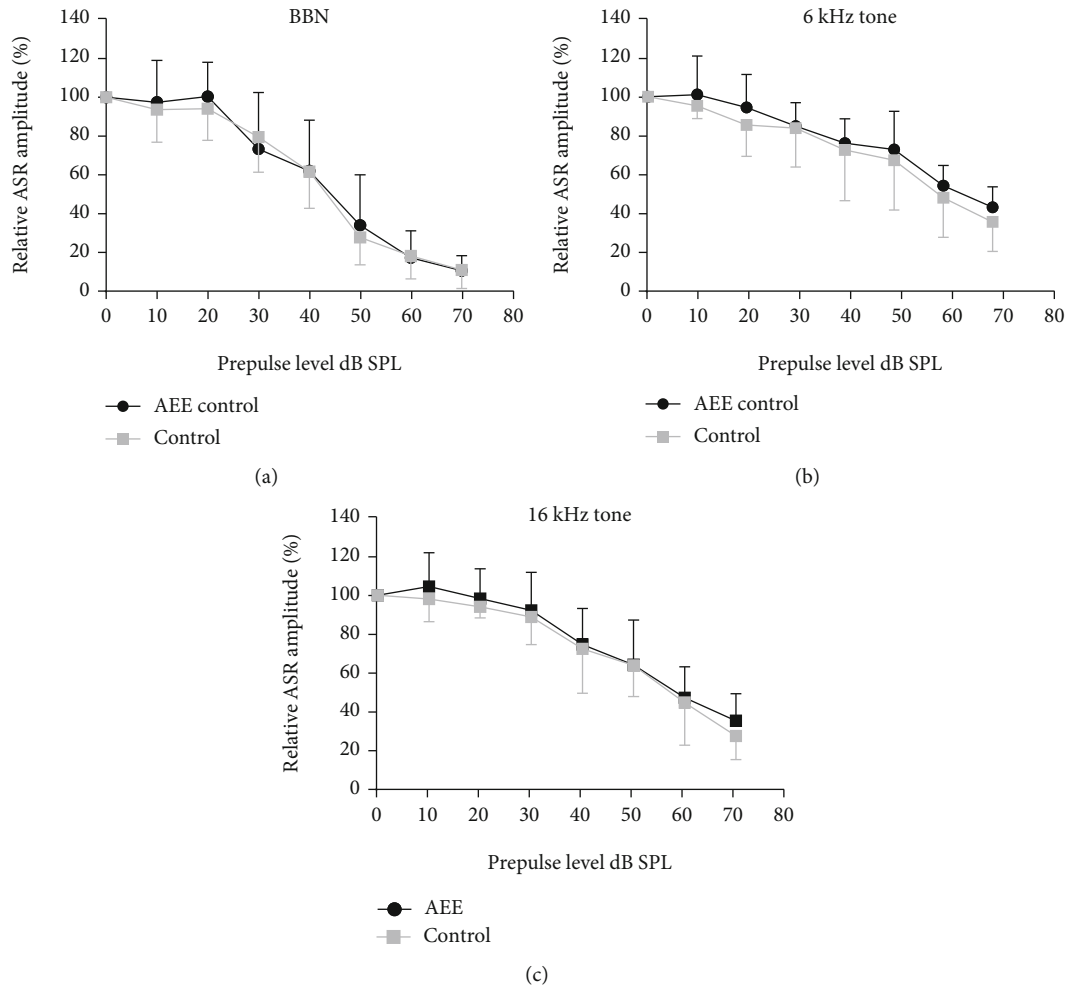 BBN
Relative ASR amplitude (%)
140
120
100
80
60
40
20
0
0 10 20 30 40 50 60 70 80
Prepulse level dB SPL
AEE control
Control
(a)
6 kHz tone
Relative ASR amplitude (%)
140
120
100
80
60
40
20
0
0 10 20 30 40 50 60 70 80
Prepulse level dB SPL
AEE control
Control
(b)
16 kHz tone
Relative ASR amplitude (%)
140
120
100
80
60
40
20
0
0 10 20 30 40 50 60 70 80
Prepulse level dB SPL
AEE
Control
(c)